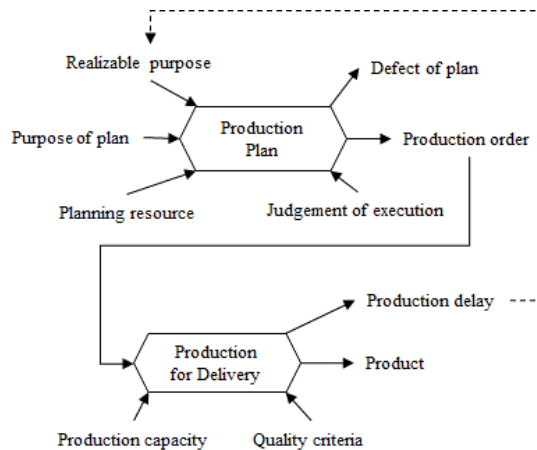 Realizable purpose
Defect of plan
Purpose of plan
Production
Plan
Production order
Planning resource
Judgement of execution
Production delay
Production
for Delivery
Product
Production capacity
Quality criteria